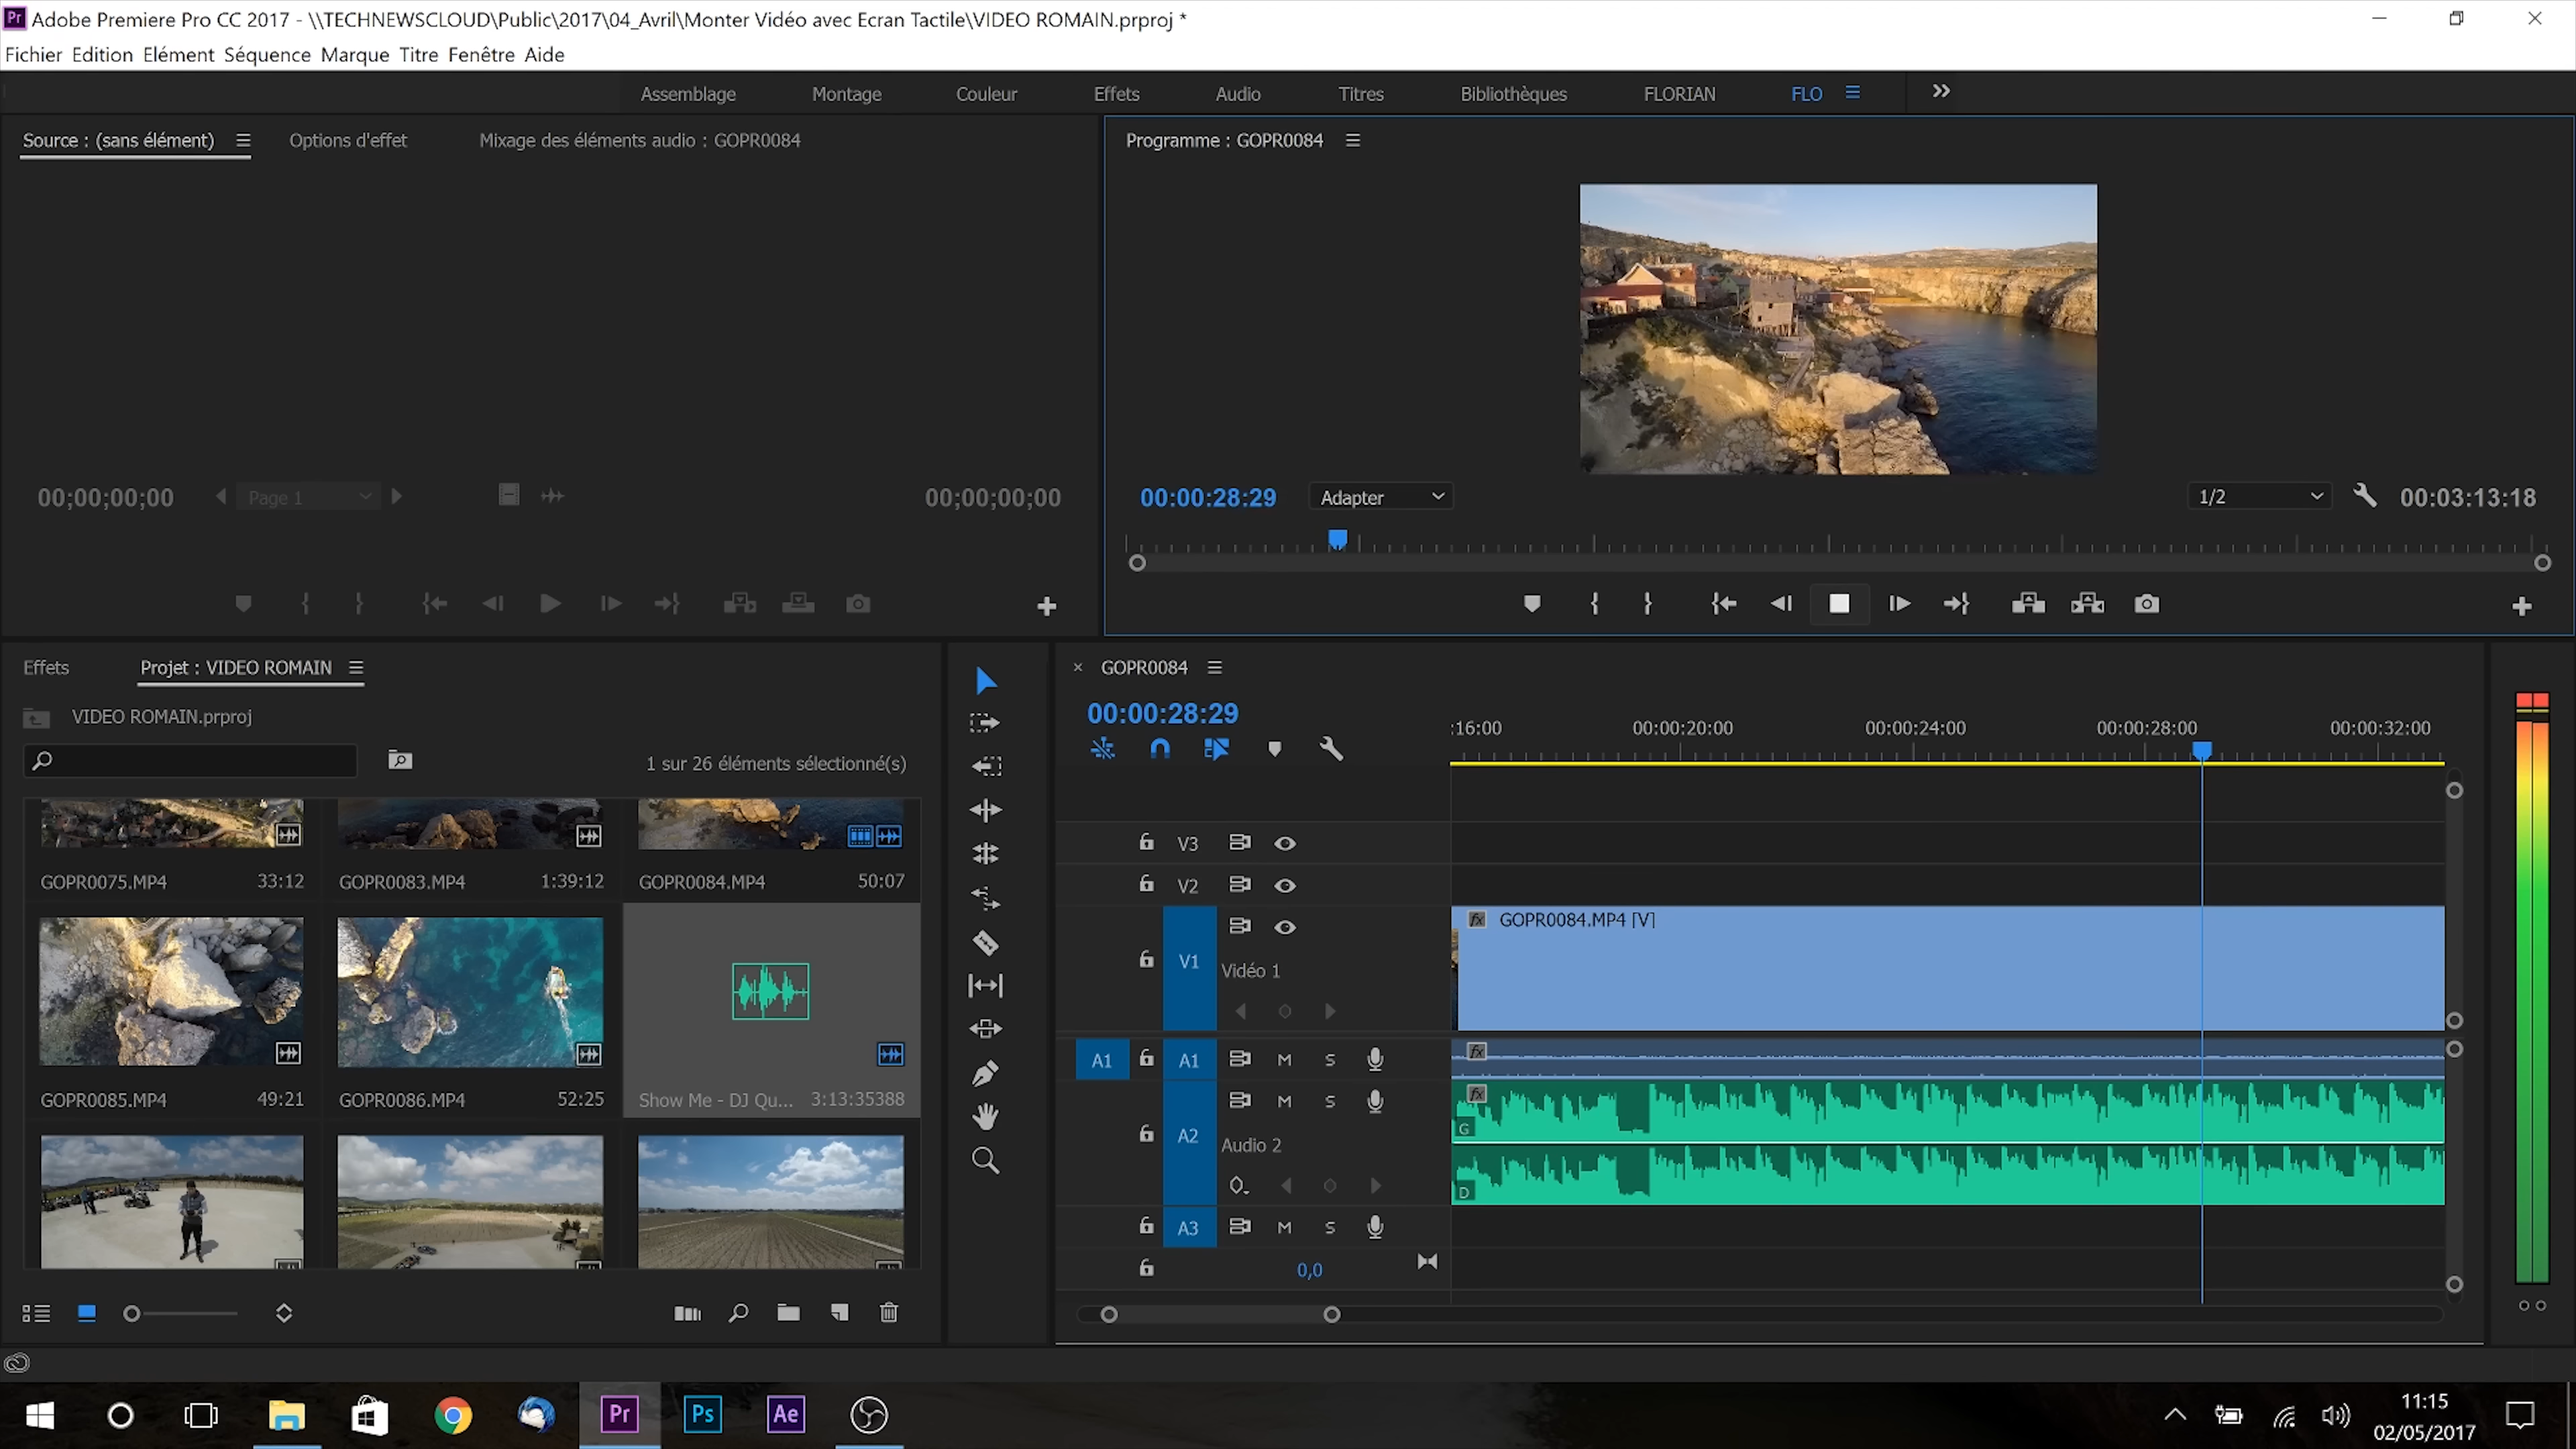 Pr Adobe Premiere Pro CC 2017 - \\TECHNEWSCLOUD\Public\2017\04_Avril\Monter Vidéo avec Ecran Tactile\VIDEO ROMAIN.prproj *
Fichier Edition Elément Séquence Marque Titre Fenêtre Aide
Assemblage Montage Couleur Effets Audio Titres Bibliothèques FLORIAN FLO
Source : (sans élément) Options d'effet Mixage des éléments audio : GOPR0084
Programme : GOPR0084
00;00;00;00 Page 1 00;00;00;00
00:00:28:29 Adapter 1/2 00:03:13:18
Effets Projet : VIDEO ROMAIN
VIDEO ROMAIN.prproj
1 sur 26 éléments sélectionné(s)
GOPR0075.MP4 33:12 GOPR0083.MP4 1:39:12 GOPR0084.MP4 50:07
GOPR0085.MP4 49:21 GOPR0086.MP4 52:25 Show Me - DJ Qu... 3:13:35388
× GOPR0084
00:00:28:29
:16:00 00:00:20:00 00:00:24:00 00:00:28:00 00:00:32:00
V3
V2
fx GOPR0084.MP4 [V]
V1 Vidéo 1
A1 A1 M S fx
M S fx
G
A2 Audio 2
D
A3 M S
0,0
Pr Ps Ae
11:15
02/05/2017